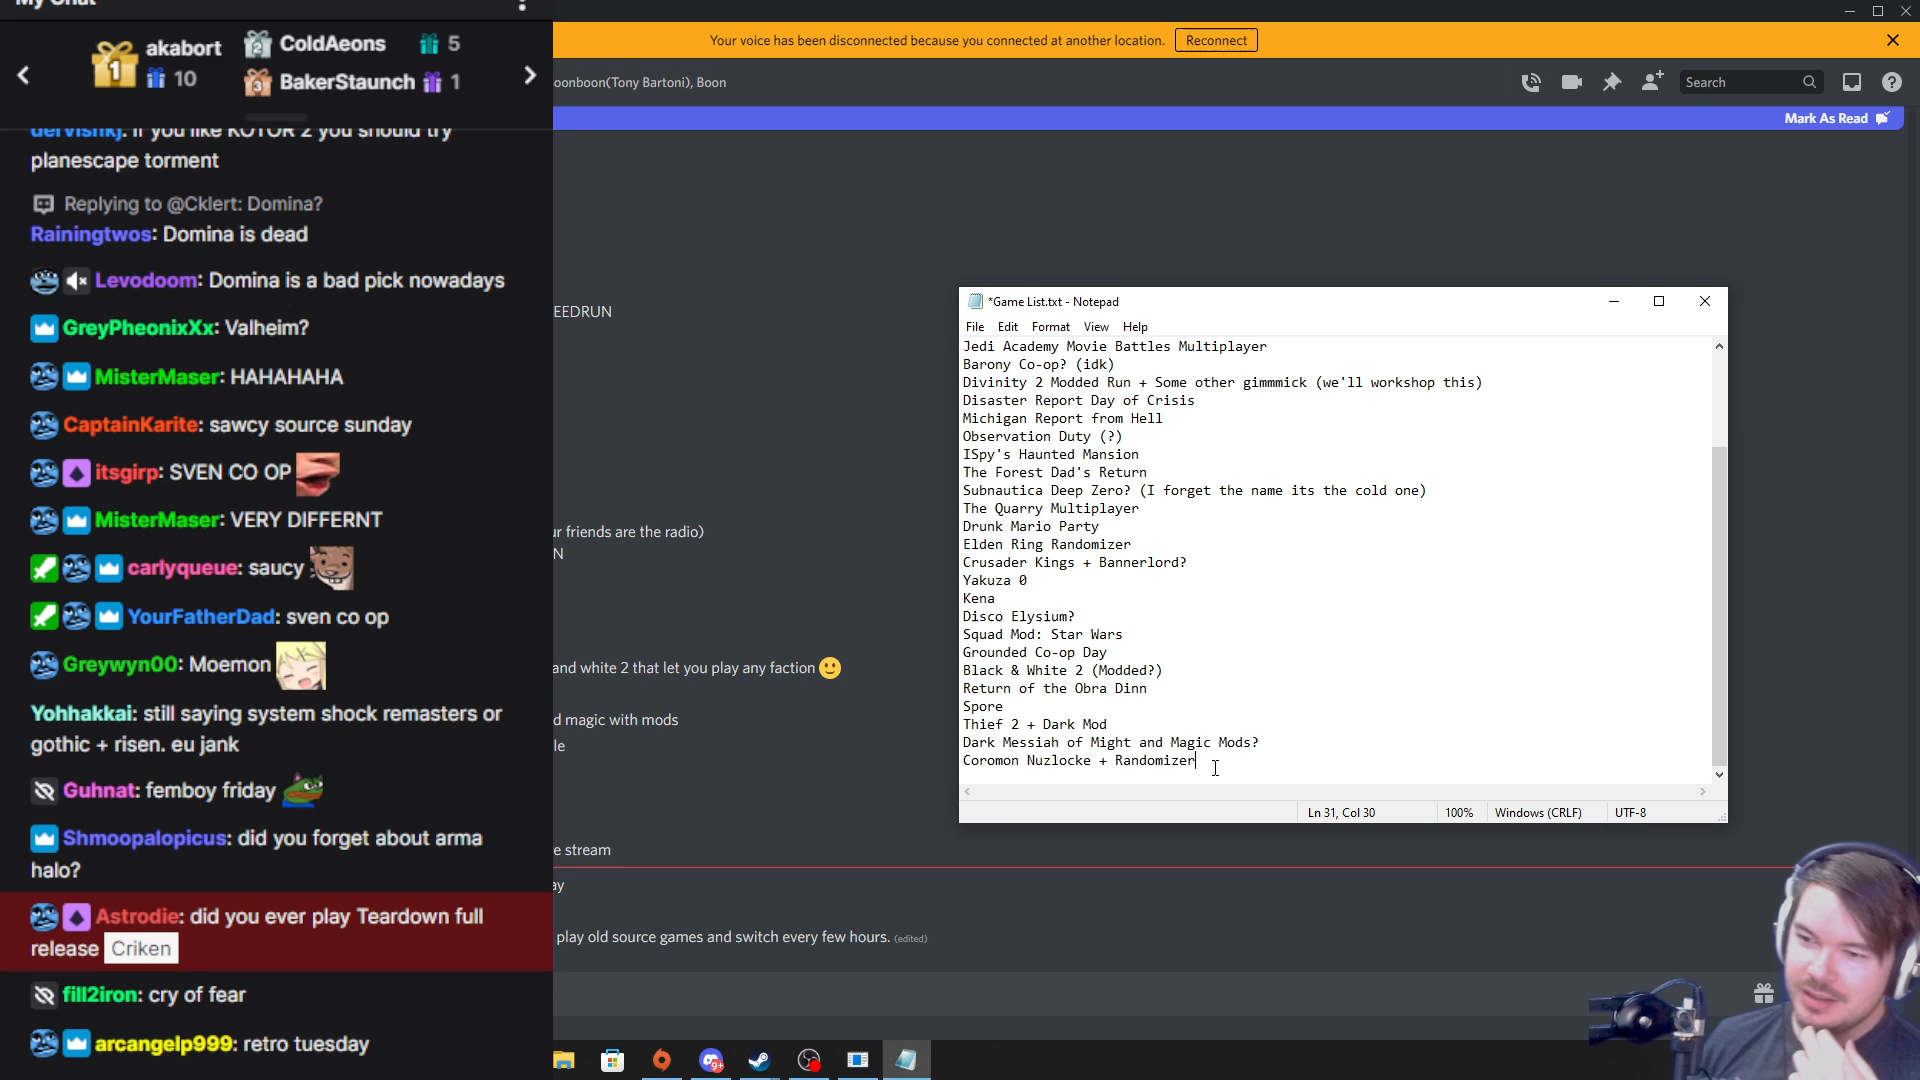 My Chat
akabort
10
ColdAeons
5
BakerStaunch
1
dervishkj: If you like KOTOR 2 you should try
planescape torment
Replying to @Cklert: Domina?
Rainingtwos: Domina is dead
Levodoom: Domina is a bad pick nowadays
GreyPheonixXx: Valheim?
MisterMaser: HAHAHAHA
CaptainKarite: sawcy source sunday
itsgirp: SVEN CO OP
MisterMaser: VERY DIFFERNT
carlyqueue: saucy
YourFatherDad: sven co op
Greywyn00: Moemon
Yohhakkai: still saying system shock remasters or
gothic + risen. eu jank
Guhnat: femboy friday
Shmoopalopicus: did you forget about arma
halo?
Astrodie: did you ever play Teardown full
release Criken
fill2iron: cry of fear
arcangelp999: retro tuesday
Your voice has been disconnected because you connected at another location. Reconnect
oonboon(Tony Bartoni), Boon
Search
Mark As Read
EEDRUN
ur friends are the radio)
N
and white 2 that let you play any faction
d magic with mods
le
e stream
ay
play old source games and switch every few hours. (edited)
*Game List.txt - Notepad
File Edit Format View Help
Jedi Academy Movie Battles Multiplayer
Barony Co-op? (idk)
Divinity 2 Modded Run + Some other gimmmick (we'll workshop this)
Disaster Report Day of Crisis
Michigan Report from Hell
Observation Duty (?)
ISpy's Haunted Mansion
The Forest Dad's Return
Subnautica Deep Zero? (I forget the name its the cold one)
The Quarry Multiplayer
Drunk Mario Party
Elden Ring Randomizer
Crusader Kings + Bannerlord?
Yakuza 0
Kena
Disco Elysium?
Squad Mod: Star Wars
Grounded Co-op Day
Black & White 2 (Modded?)
Return of the Obra Dinn
Spore
Thief 2 + Dark Mod
Dark Messiah of Might and Magic Mods?
Coromon Nuzlocke + Randomizer
Ln 31, Col 30
100%
Windows (CRLF)
UTF-8